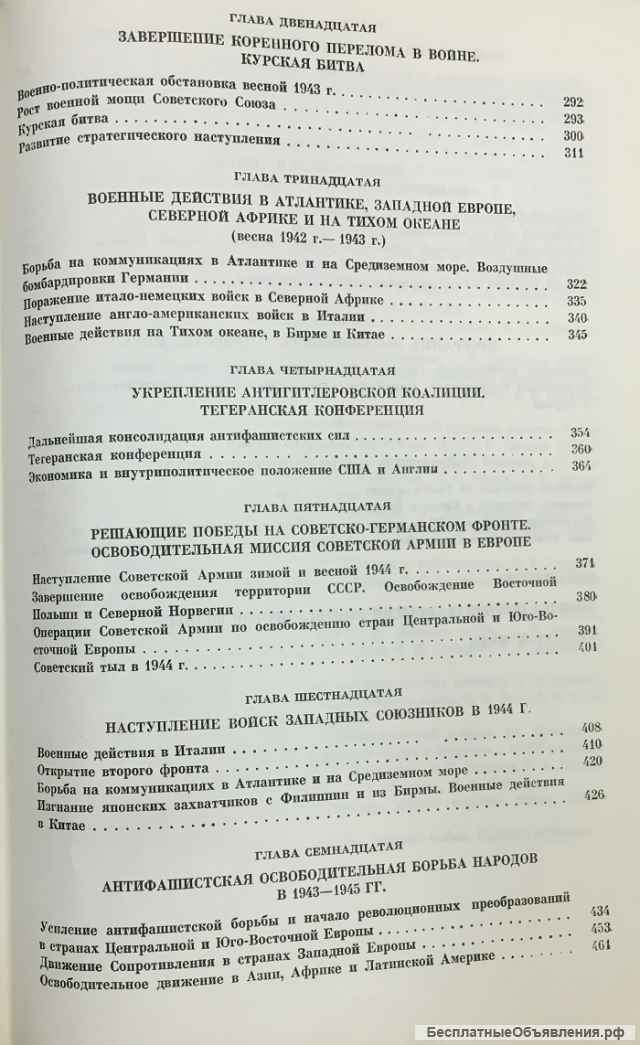 ГЛАВА ДВЕНАДЦАТАЯ
ЗАВЕРШЕНИЕ КОРЕННОГО ПЕРЕЛОМА В ВОЙНЕ.
КУРСКАЯ БИТВА
Военно-политическая обстановка весной 1943 г. . . . . . . . . . . . . . . . . 292
Рост военной мощи Советского Союза . . . . . . . . . . . . . . . . . . . . 293
Курская битва . . . . . . . . . . . . . . . . . . . . . . . . . . . . . . 300
Развитие стратегического наступления . . . . . . . . . . . . . . . . . . . 311
ГЛАВА ТРИНАДЦАТАЯ
ВОЕННЫЕ ДЕЙСТВИЯ В АТЛАНТИКЕ, ЗАПАДНОЙ ЕВРОПЕ,
СЕВЕРНОЙ АФРИКЕ И НА ТИХОМ ОКЕАНЕ
(весна 1942 г.— 1943 г.)
Борьба на коммуникациях в Атлантике и на Средиземном море. Воздушные
бомбардировки Германии . . . . . . . . . . . . . . . . . . . . . . . . . . 322
Поражение итало-немецких войск в Северной Африке . . . . . . . . . . . . 335
Наступление англо-американских войск в Италии . . . . . . . . . . . . . . 340
Военные действия на Тихом океане, в Бирме и Китае . . . . . . . . . . . . 345
ГЛАВА ЧЕТЫРНАДЦАТАЯ
УКРЕПЛЕНИЕ АНТИГИТЛЕРОВСКОЙ КОАЛИЦИИ.
ТЕГЕРАНСКАЯ КОНФЕРЕНЦИЯ
Дальнейшая консолидация антифашистских сил . . . . . . . . . . . . . . . 354
Тегеранская конференция . . . . . . . . . . . . . . . . . . . . . . . . . 360
Экономика и внутриполитическое положение США и Англии . . . . . . . . . 364
ГЛАВА ПЯТНАДЦАТАЯ
РЕШАЮЩИЕ ПОБЕДЫ НА СОВЕТСКО-ГЕРМАНСКОМ ФРОНТЕ.
ОСВОБОДИТЕЛЬНАЯ МИССИЯ СОВЕТСКОЙ АРМИИ В ЕВРОПЕ
Наступление Советской Армии зимой и весной 1944 г. . . . . . . . . . . . 371
Завершение освобождения территории СССР. Освобождение Восточной
Польши и Северной Норвегии . . . . . . . . . . . . . . . . . . . . . . . 380
Операции Советской Армии по освобождению стран Центральной и Юго-Во-
сточной Европы . . . . . . . . . . . . . . . . . . . . . . . . . . . . . 391
Советский тыл в 1944 г. . . . . . . . . . . . . . . . . . . . . . . . . . 401
ГЛАВА ШЕСТНАДЦАТАЯ
НАСТУПЛЕНИЕ ВОЙСК ЗАПАДНЫХ СОЮЗНИКОВ В 1944 Г.
Военные действия в Италии . . . . . . . . . . . . . . . . . . . . . . . . 408
Открытие второго фронта . . . . . . . . . . . . . . . . . . . . . . . . . 410
Борьба на коммуникациях в Атлантике и на Средиземном море . . . . . . . 420
Изгнание японских захватчиков с Филиппин и из Бирмы. Военные действия
в Китае . . . . . . . . . . . . . . . . . . . . . . . . . . . . . . . . . 426
ГЛАВА СЕМНАДЦАТАЯ
АНТИФАШИСТСКАЯ ОСВОБОДИТЕЛЬНАЯ БОРЬБА НАРОДОВ
В 1943—1945 ГГ.
Усиление антифашистской борьбы и начало революционных преобразований
в странах Центральной и Юго-Восточной Европы . . . . . . . . . . . . . . 434
Движение Сопротивления в странах Западной Европы . . . . . . . . . . . . 453
Освободительное движение в Азии, Африке и Латинской Америке . . . . . . 461
БесплатныеОбъявления.рф